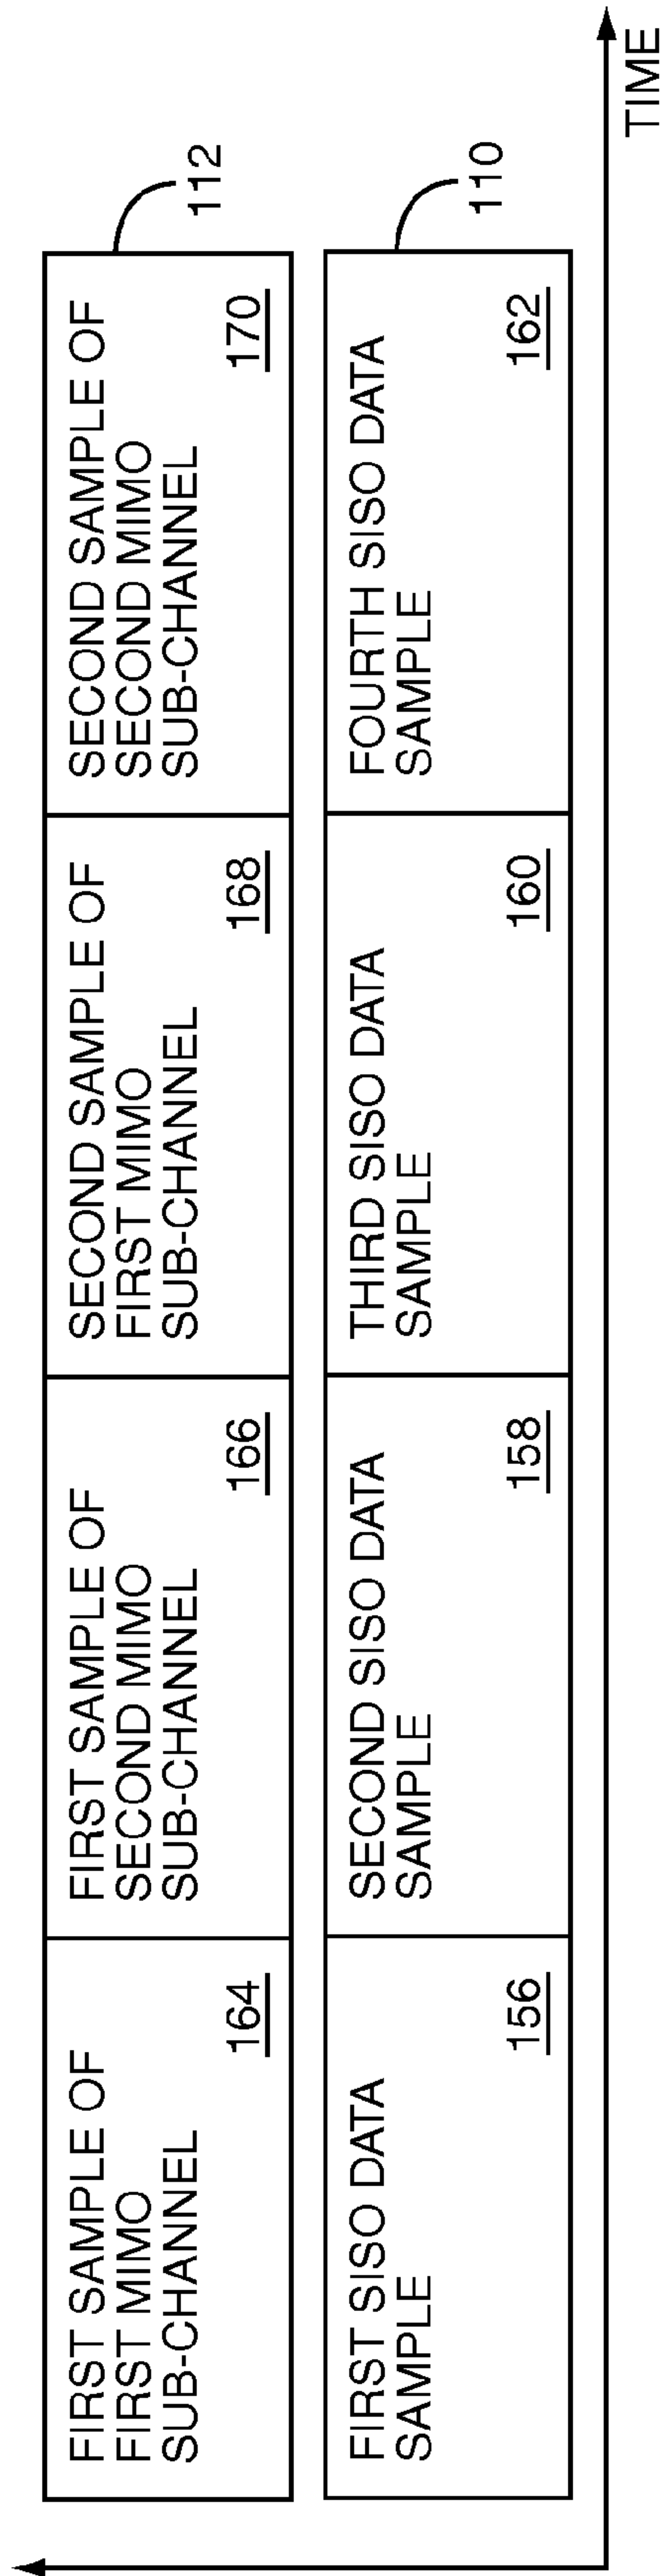 FIRST SAMPLE OF
FIRST MIMO
SUB-CHANNEL
164
FIRST SAMPLE OF
SECOND MIMO
SUB-CHANNEL
166
SECOND SAMPLE OF
FIRST MIMO
SUB-CHANNEL
168
SECOND SAMPLE OF
SECOND MIMO
SUB-CHANNEL
170
112
FIRST SISO DATA
SAMPLE
156
SECOND SISO DATA
SAMPLE
158
THIRD SISO DATA
SAMPLE
160
FOURTH SISO DATA
SAMPLE
162
110
TIME